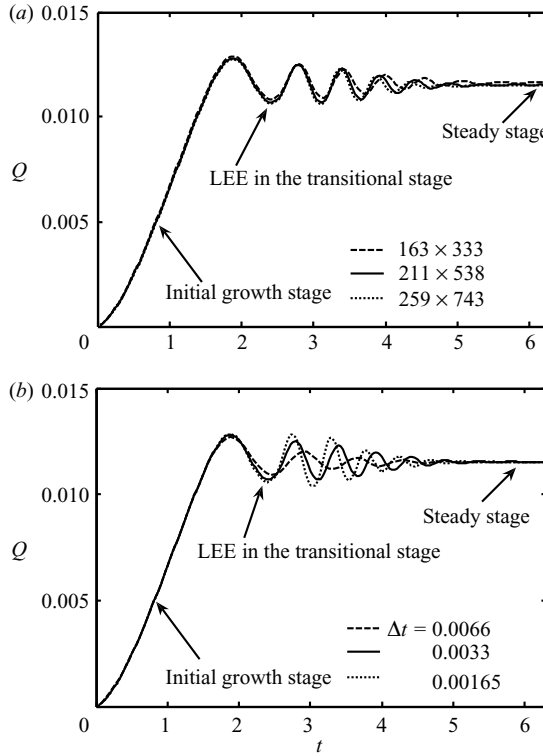 (a)
0.015
0.010
Q
0.005
0
Steady stage
LEE in the transitional stage
Initial growth stage
163 × 333
211 × 538
259 × 743
1 2 3 4 5 6
(b)
0.015
0.010
Q
0.005
0
Steady stage
LEE in the transitional stage
Initial growth stage
Δt = 0.0066
0.0033
0.00165
1 2 3 4 5 6
t